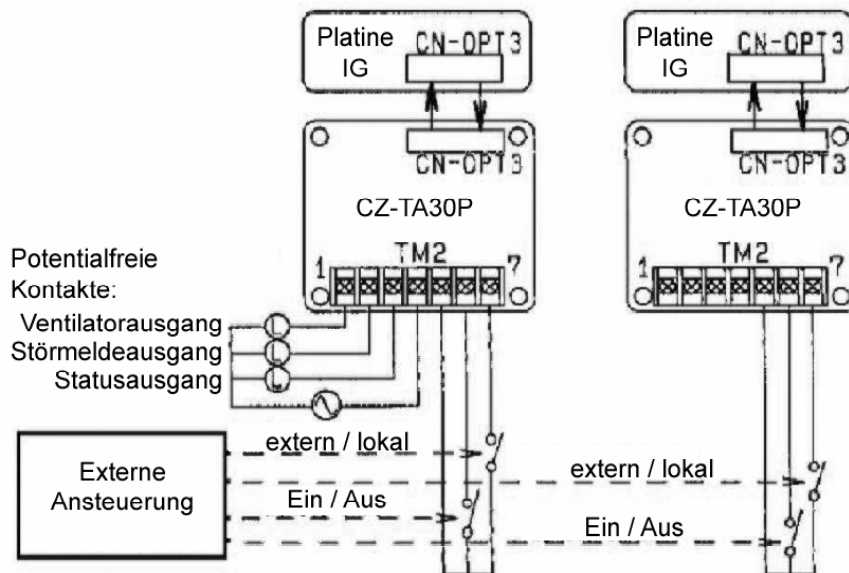 Platine
IG
CN-OPT3
CN-OPT3
CZ-TA30P
TM2
1
7
Platine
IG
CN-OPT3
CN-OPT3
CZ-TA30P
TM2
1
7
Potentialfreie
Kontakte:
Ventilatorausgang
L
Störmeldeausgang
L
Statusausgang
L
Externe
Ansteuerung
extern / lokal
extern / lokal
Ein / Aus
Ein / Aus